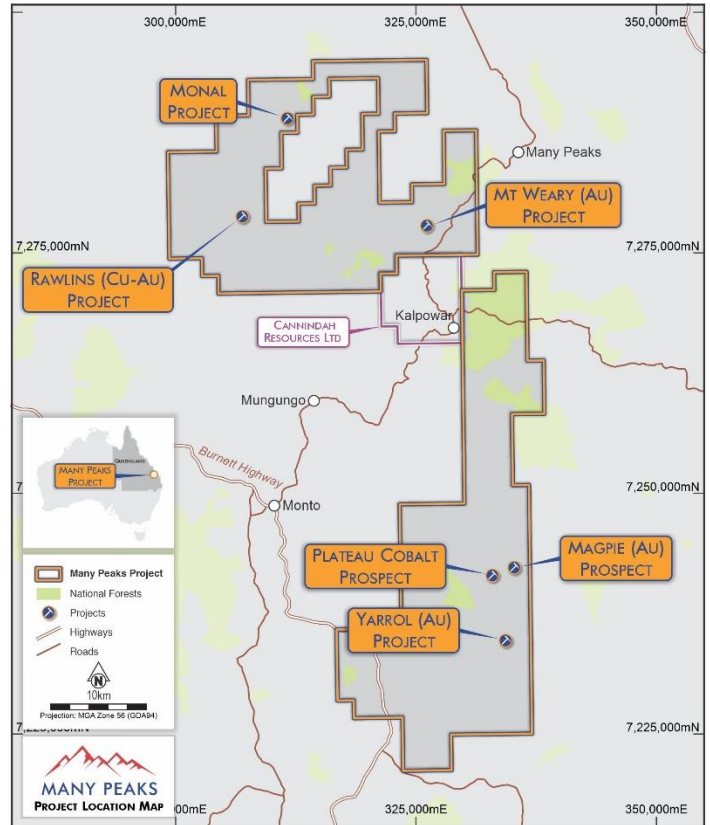 300,000mE
325,000mE
350,000mE
MONAL
PROJECT
Many Peaks
MT WEARY (AU)
PROJECT
7,275,000mN
7,275,000mN
RAWLINS (CU-AU)
PROJECT
Kalpowar
CANNINDAH
RESOURCES LTD
Mungungo
QUEENSLAND
MANY PEAKS
PROJECT
Burnett Highway
7,250,000mN
Monto
PLATEAU COBALT
PROSPECT
MAGPIE (AU)
PROSPECT
YARROL (AU)
PROJECT
Many Peaks Project
National Forests
Projects
Highways
Roads
N
10km
Projection: MGA Zone 56 (GDA94)
7,225,000mN
MANY PEAKS
PROJECT LOCATION MAP
325,000mE
350,000mE